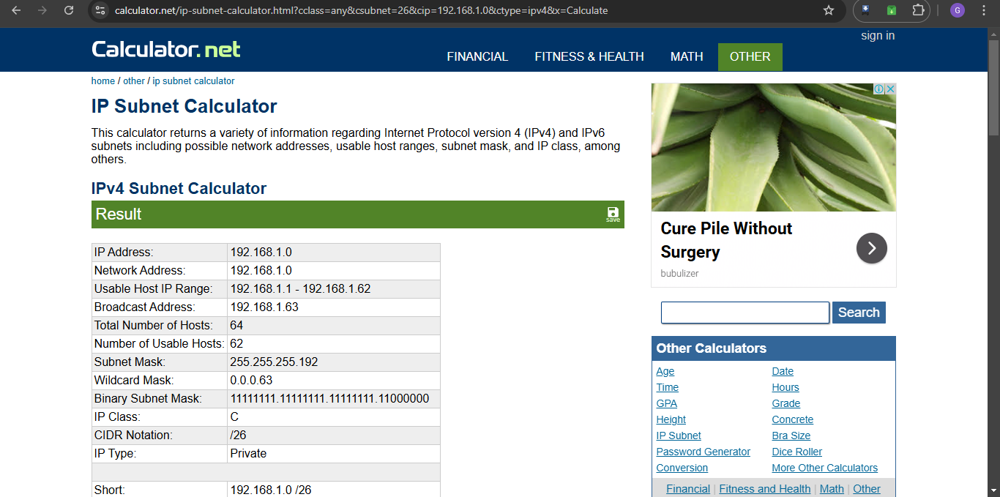 calculator.net/ip-subnet-calculator.html?cclass=any&csubnet=26&cip=192.168.1.0&ctype=ipv4&x=Calculate
G
sign in
Calculator.net
FINANCIAL
FITNESS & HEALTH
MATH
OTHER
home / other / ip subnet calculator
IP Subnet Calculator
This calculator returns a variety of information regarding Internet Protocol version 4 (IPv4) and IPv6
subnets including possible network addresses, usable host ranges, subnet mask, and IP class, among
others.
IPv4 Subnet Calculator
Result
save
IP Address: 192.168.1.0
Network Address: 192.168.1.0
Usable Host IP Range: 192.168.1.1 - 192.168.1.62
Broadcast Address: 192.168.1.63
Total Number of Hosts: 64
Number of Usable Hosts: 62
Subnet Mask: 255.255.255.192
Wildcard Mask: 0.0.0.63
Binary Subnet Mask: 11111111.11111111.11111111.11000000
IP Class: C
CIDR Notation: /26
IP Type: Private
Short: 192.168.1.0 /26
Cure Pile Without
Surgery
bubulizer
Search
Other Calculators
Age Date
Time Hours
GPA Grade
Height Concrete
IP Subnet Bra Size
Password Generator Dice Roller
Conversion More Other Calculators
Financial | Fitness and Health | Math | Other